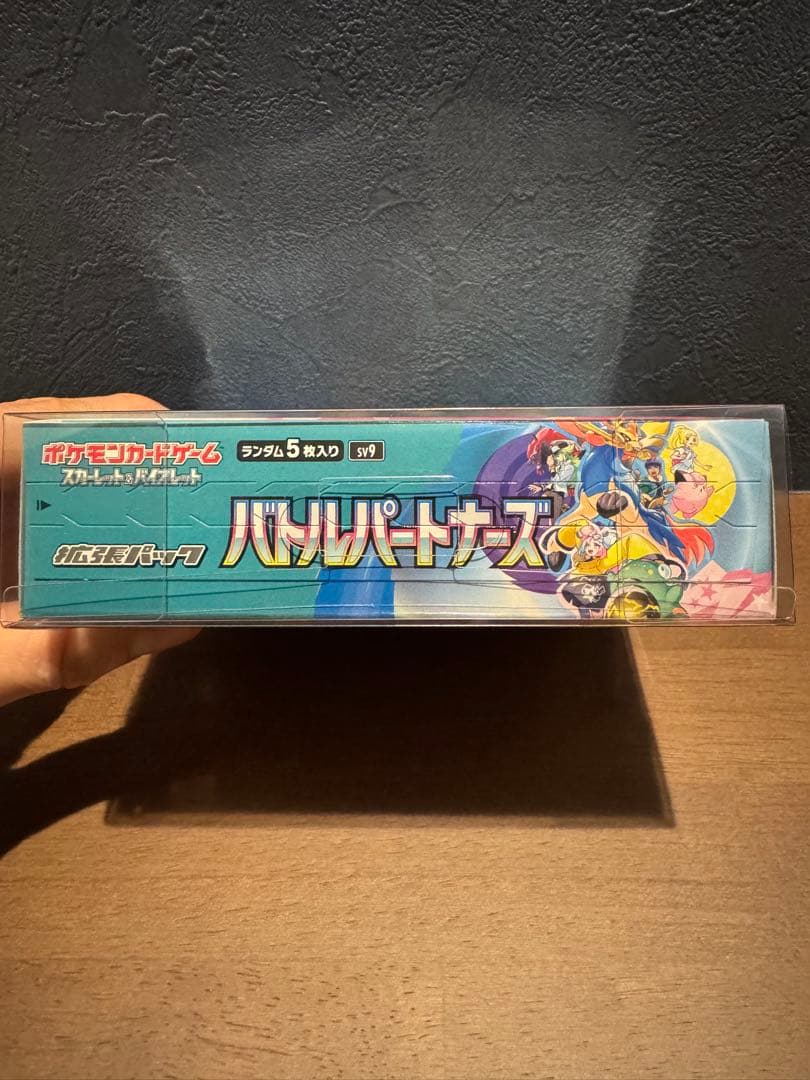 ポケモンカードゲーム
スカーレット&バイオレット
ランダム5枚入り
sv9
拡張パック
バトルパートナーズ